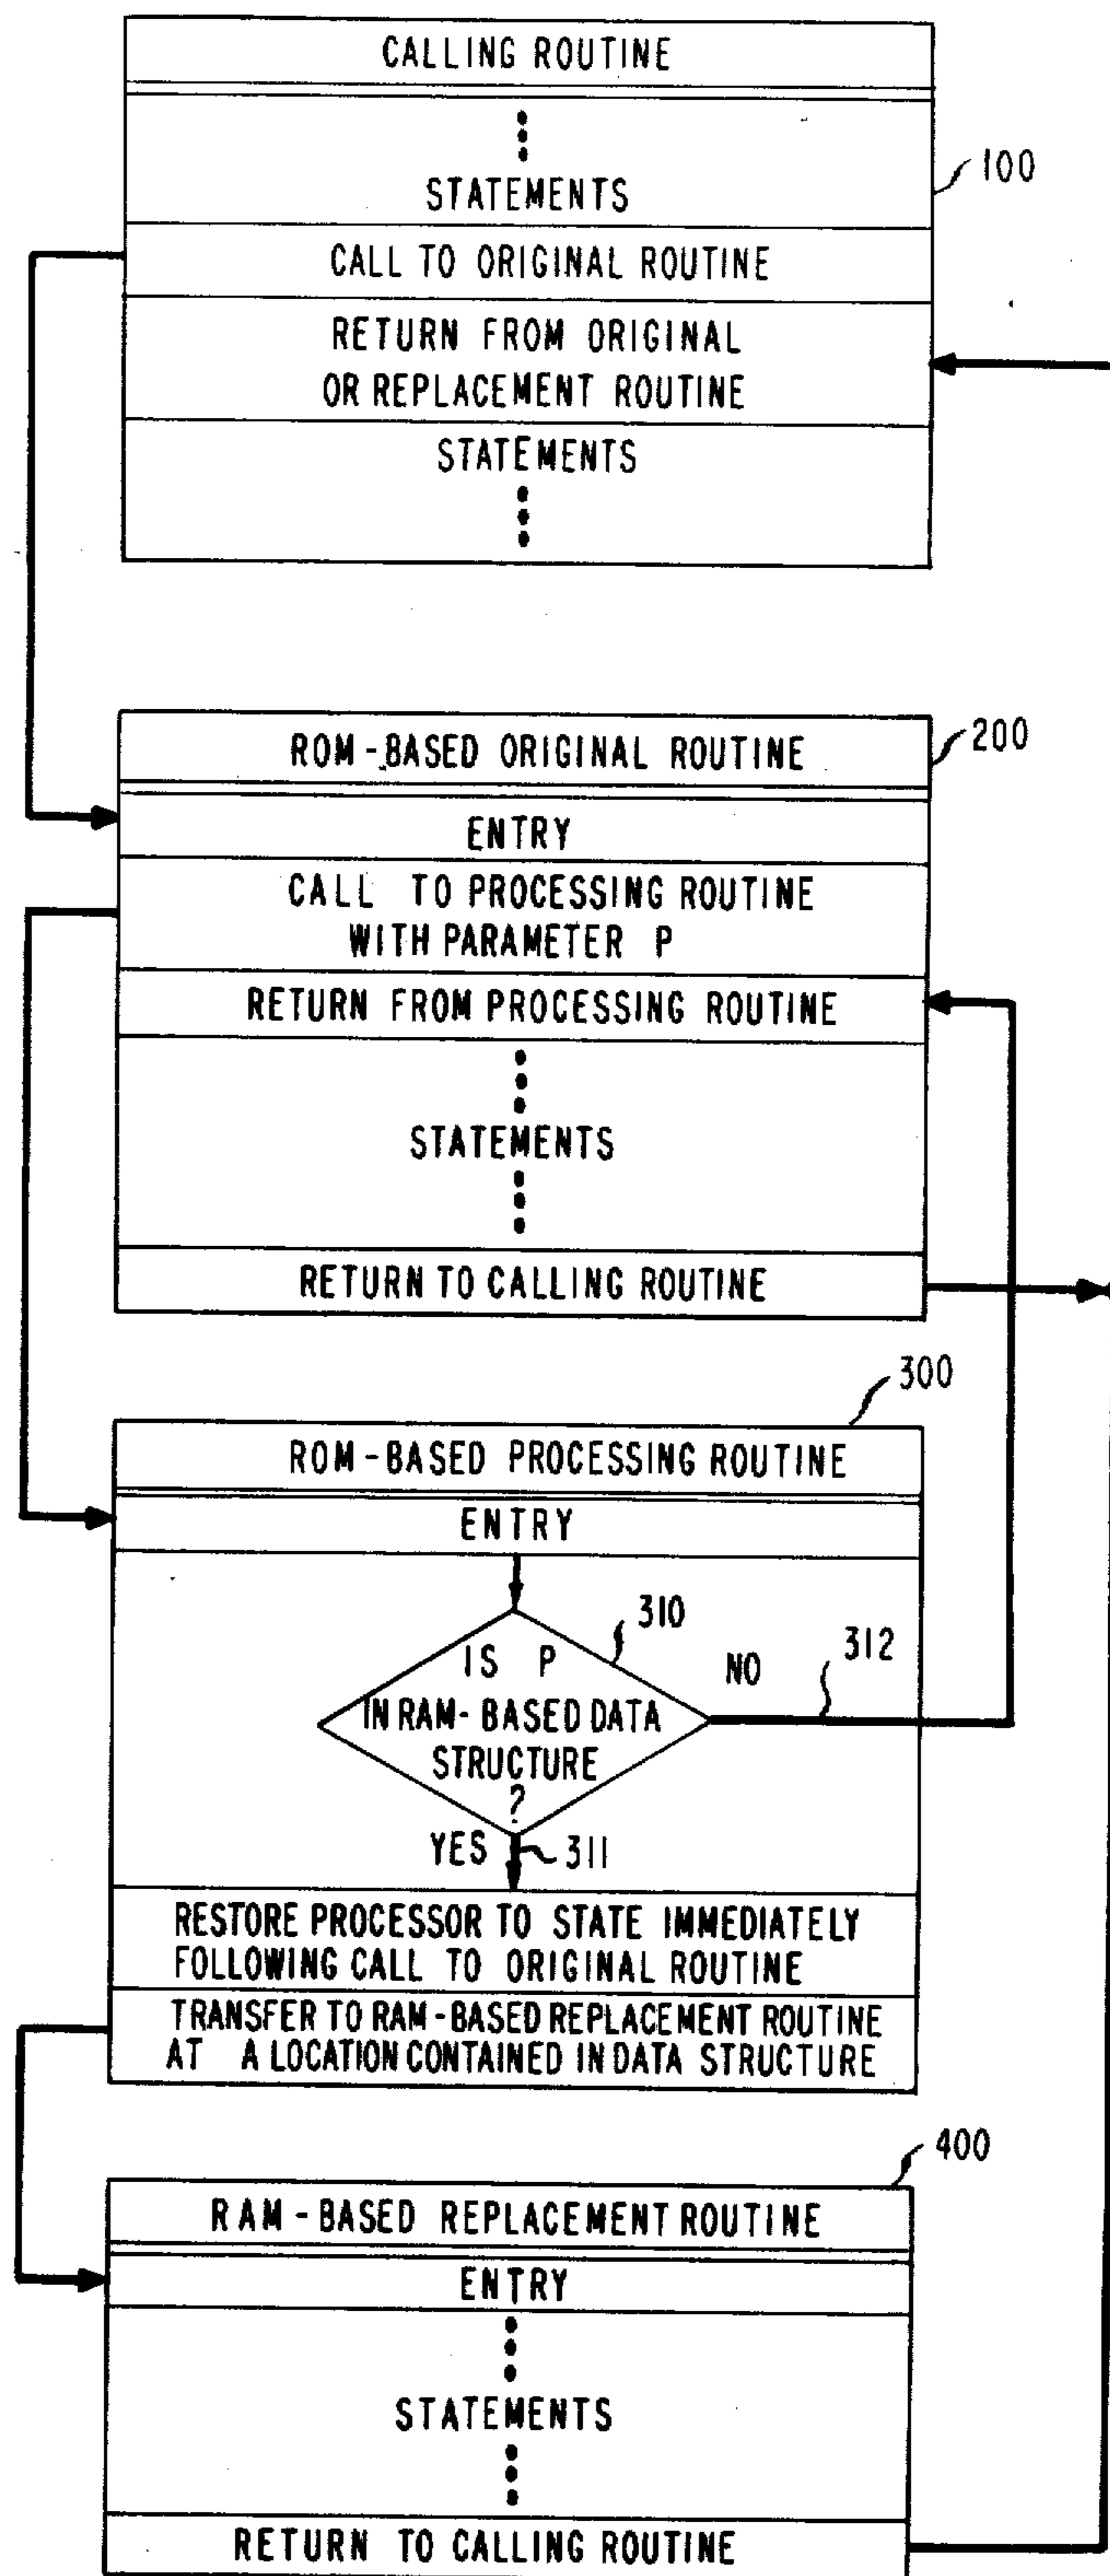 CALLING ROUTINE
STATEMENTS
100
CALL TO ORIGINAL ROUTINE
RETURN FROM ORIGINAL
OR REPLACEMENT ROUTINE
STATEMENTS
ROM-BASED ORIGINAL ROUTINE
200
ENTRY
CALL TO PROCESSING ROUTINE
WITH PARAMETER P
RETURN FROM PROCESSING ROUTINE
STATEMENTS
RETURN TO CALLING ROUTINE
300
ROM-BASED PROCESSING ROUTINE
ENTRY
310
IS P
IN RAM-BASED DATA
STRUCTURE
?
NO
312
YES
311
RESTORE PROCESSOR TO STATE IMMEDIATELY
FOLLOWING CALL TO ORIGINAL ROUTINE
TRANSFER TO RAM-BASED REPLACEMENT ROUTINE
AT A LOCATION CONTAINED IN DATA STRUCTURE
400
RAM-BASED REPLACEMENT ROUTINE
ENTRY
STATEMENTS
RETURN TO CALLING ROUTINE